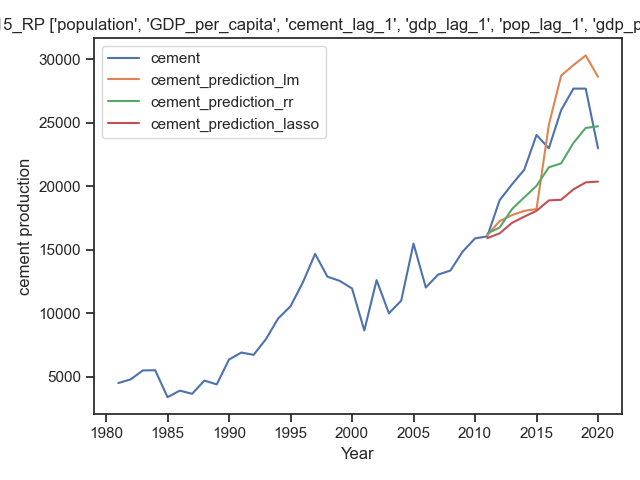 15_RP ['population', 'GDP_per_capita', 'cement_lag_1', 'gdp_lag_1', 'pop_lag_1', 'gdp_p
cement
cement_prediction_lm
cement_prediction_rr
cement_prediction_lasso
30000
25000
20000
15000
10000
5000
cement production
1980 1985 1990 1995 2000 2005 2010 2015 2020
Year